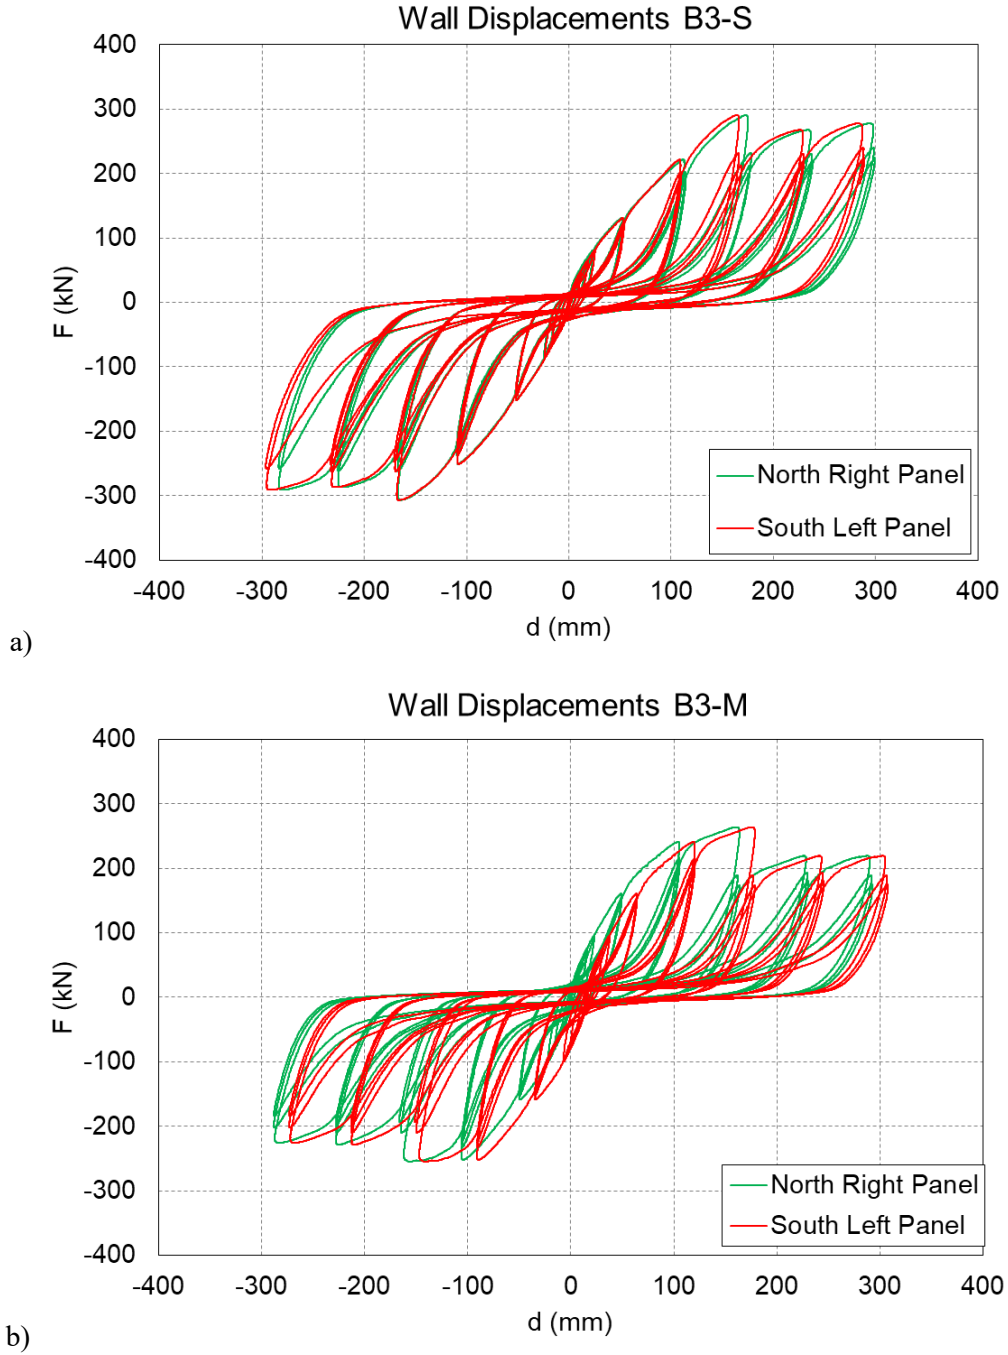 Wall Displacements B3-S
400
300
200
100
0
-100
-200
-300
-400
F (kN)
North Right Panel
South Left Panel
-400 -300 -200 -100 0 100 200 300 400
d (mm)
a)
Wall Displacements B3-M
400
300
200
100
0
-100
-200
-300
-400
F (kN)
North Right Panel
South Left Panel
-400 -300 -200 -100 0 100 200 300 400
d (mm)
b)